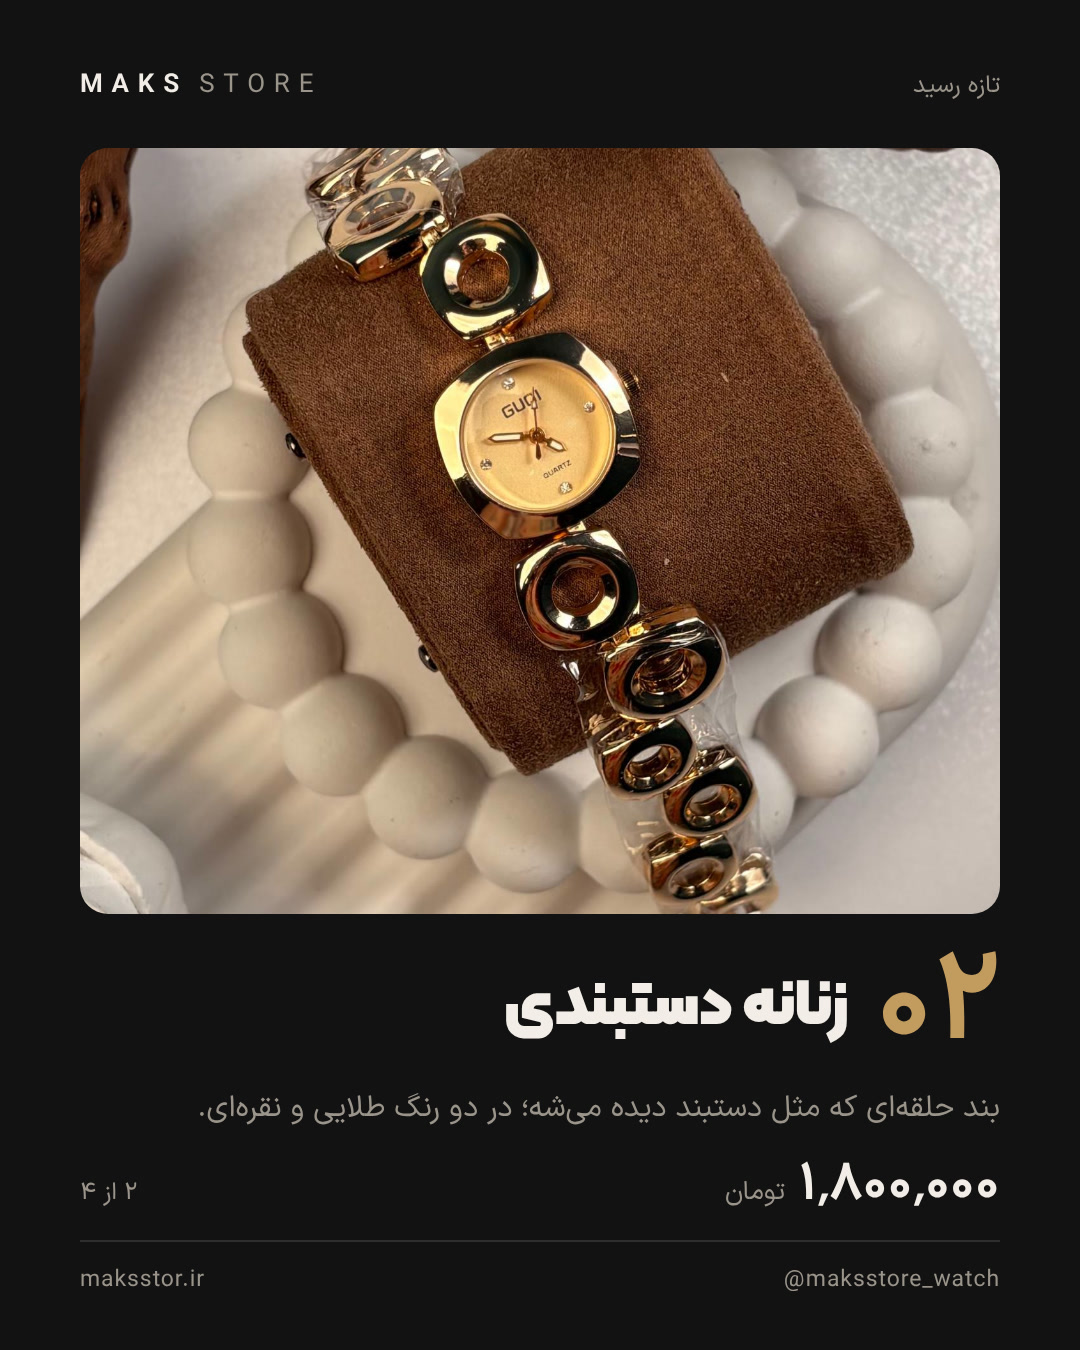 MAKS STORE
تازه رسید
GUCI
QUARTZ
۰۲ زنانه دستبندی
بند حلقه‌ای که مثل دستبند دیده می‌شه؛ در دو رنگ طلایی و نقره‌ای.
۱,۸۰۰,۰۰۰ تومان
۲ از ۴
maksstor.ir
@maksstore_watch